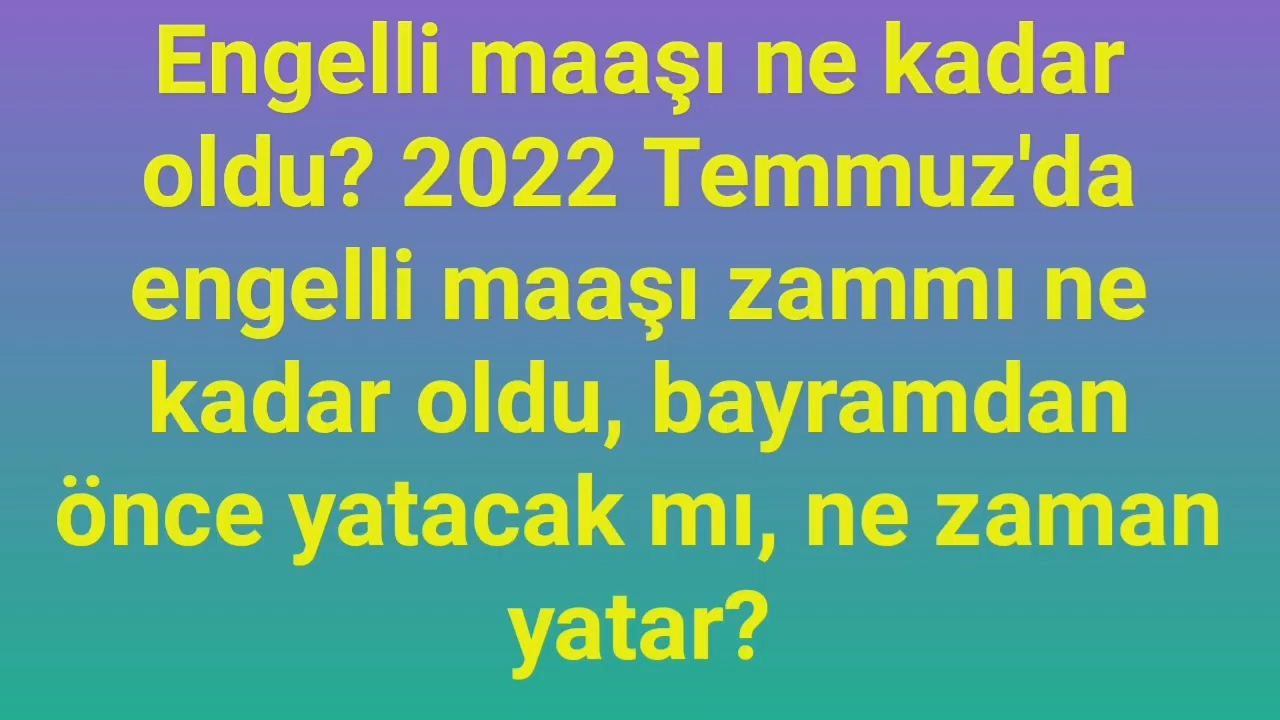 Engelli maaşı ne kadar
oldu? 2022 Temmuz'da
engelli maaşı zammı ne
kadar oldu, bayramdan
önce yatacak mı, ne zaman
yatar?